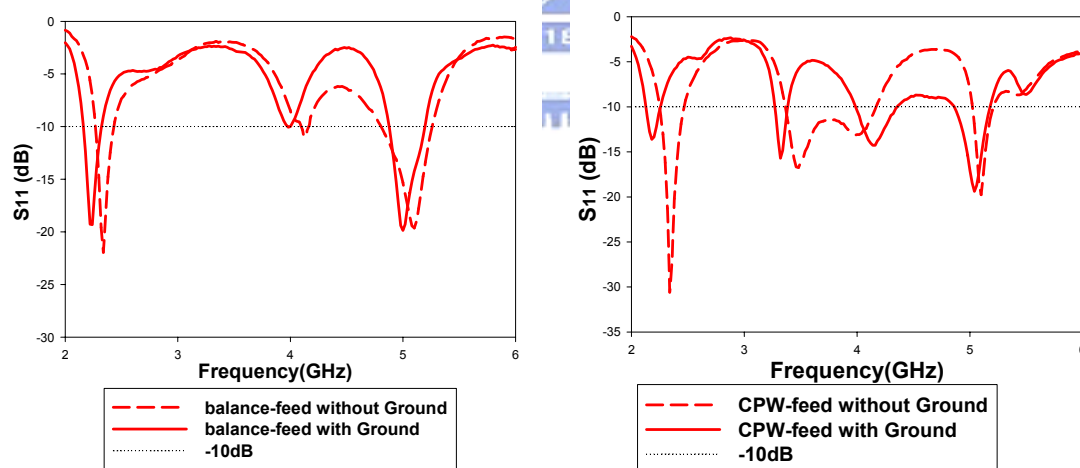 0
-5
-10
-15
-20
-25
-30
S11 (dB)
2 3 4 5 6
Frequency(GHz)
balance-feed without Ground
balance-feed with Ground
-10dB
18
0
-5
-10
-15
-20
-25
-30
-35
S11 (dB)
2 3 4 5
Frequency(GHz)
CPW-feed without Ground
CPW-feed with Ground
-10dB